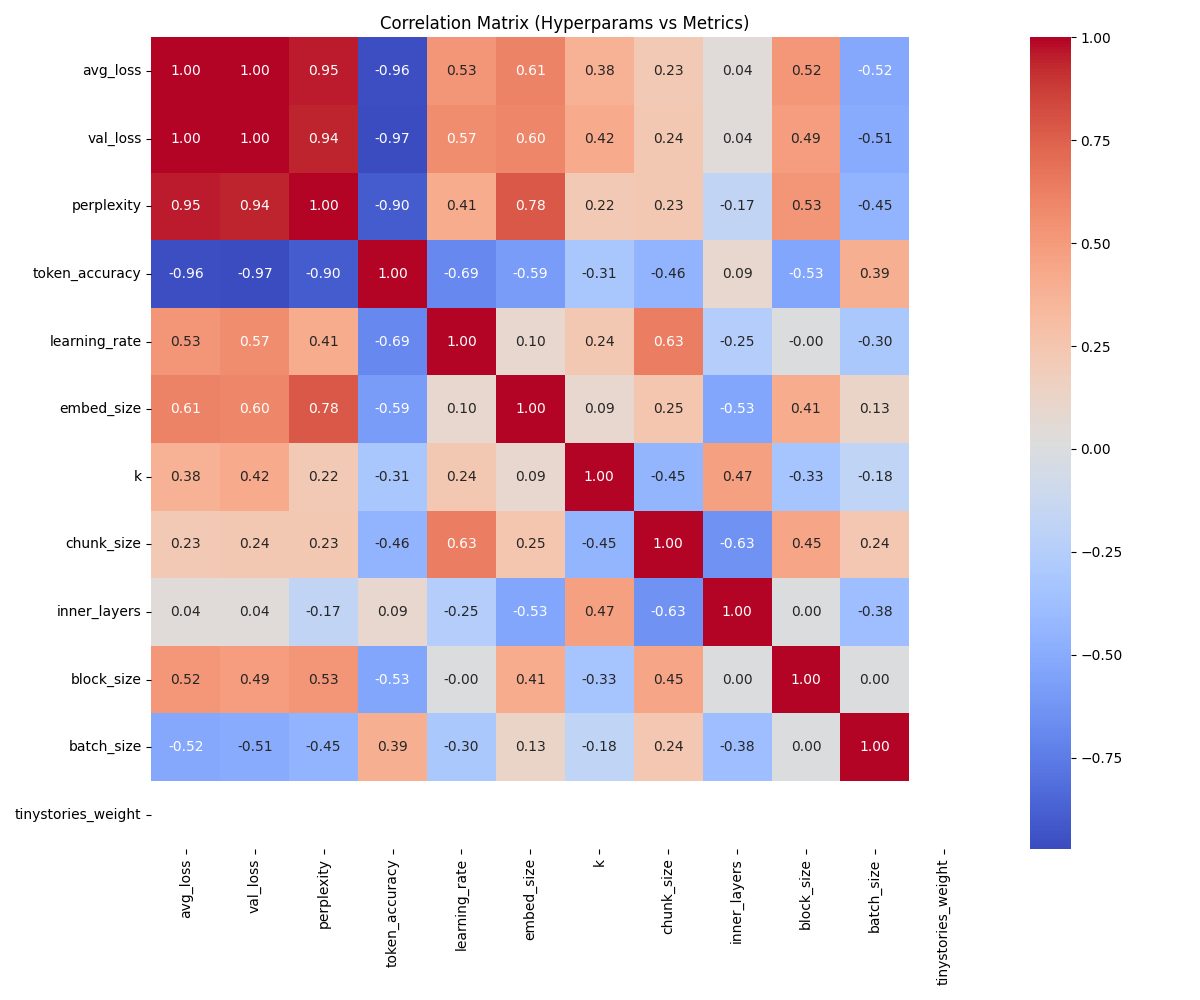 Correlation Matrix (Hyperparams vs Metrics)
avg_loss 1.00 1.00 0.95 -0.96 0.53 0.61 0.38 0.23 0.04 0.52 -0.52
val_loss 1.00 1.00 0.94 -0.97 0.57 0.60 0.42 0.24 0.04 0.49 -0.51
perplexity 0.95 0.94 1.00 -0.90 0.41 0.78 0.22 0.23 -0.17 0.53 -0.45
token_accuracy -0.96 -0.97 -0.90 1.00 -0.69 -0.59 -0.31 -0.46 0.09 -0.53 0.39
learning_rate 0.53 0.57 0.41 -0.69 1.00 0.10 0.24 0.63 -0.25 -0.00 -0.30
embed_size 0.61 0.60 0.78 -0.59 0.10 1.00 0.09 0.25 -0.53 0.41 0.13
k 0.38 0.42 0.22 -0.31 0.24 0.09 1.00 -0.45 0.47 -0.33 -0.18
chunk_size 0.23 0.24 0.23 -0.46 0.63 0.25 -0.45 1.00 -0.63 0.45 0.24
inner_layers 0.04 0.04 -0.17 0.09 -0.25 -0.53 0.47 -0.63 1.00 0.00 -0.38
block_size 0.52 0.49 0.53 -0.53 -0.00 0.41 -0.33 0.45 0.00 1.00 0.00
batch_size -0.52 -0.51 -0.45 0.39 -0.30 0.13 -0.18 0.24 -0.38 0.00 1.00
tinystories_weight
avg_loss
val_loss
perplexity
token_accuracy
learning_rate
embed_size
k
chunk_size
inner_layers
block_size
batch_size
tinystories_weight
1.00
0.75
0.50
0.25
0.00
−0.25
−0.50
−0.75